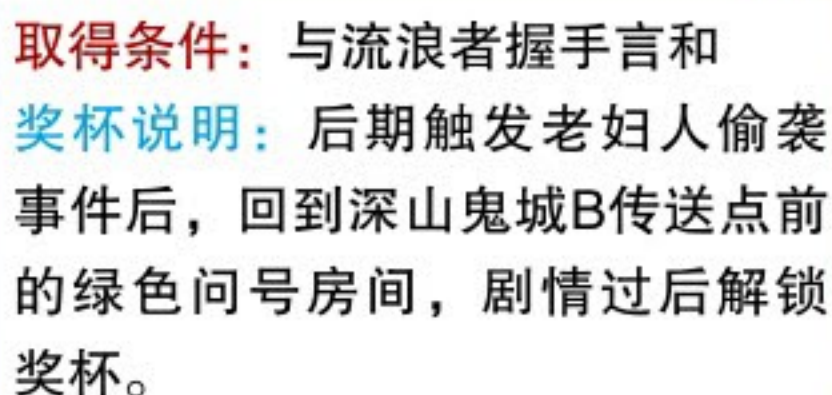 取得条件：与流浪者握手言和
奖杯说明：后期触发老妇人偷袭
事件后，回到深山鬼城B传送点前
的绿色问号房间，剧情过后解锁
奖杯。